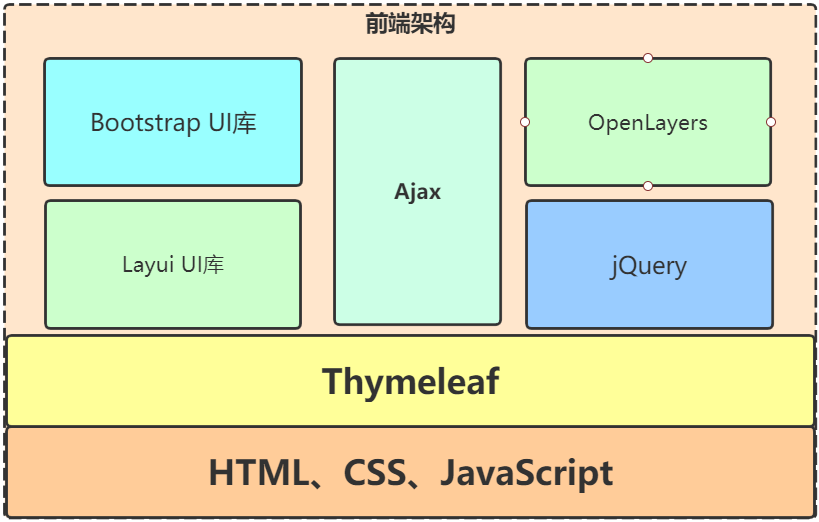 前端架构
Bootstrap UI库
Ajax
OpenLayers
Layui UI库
jQuery
Thymeleaf
HTML、CSS、JavaScript